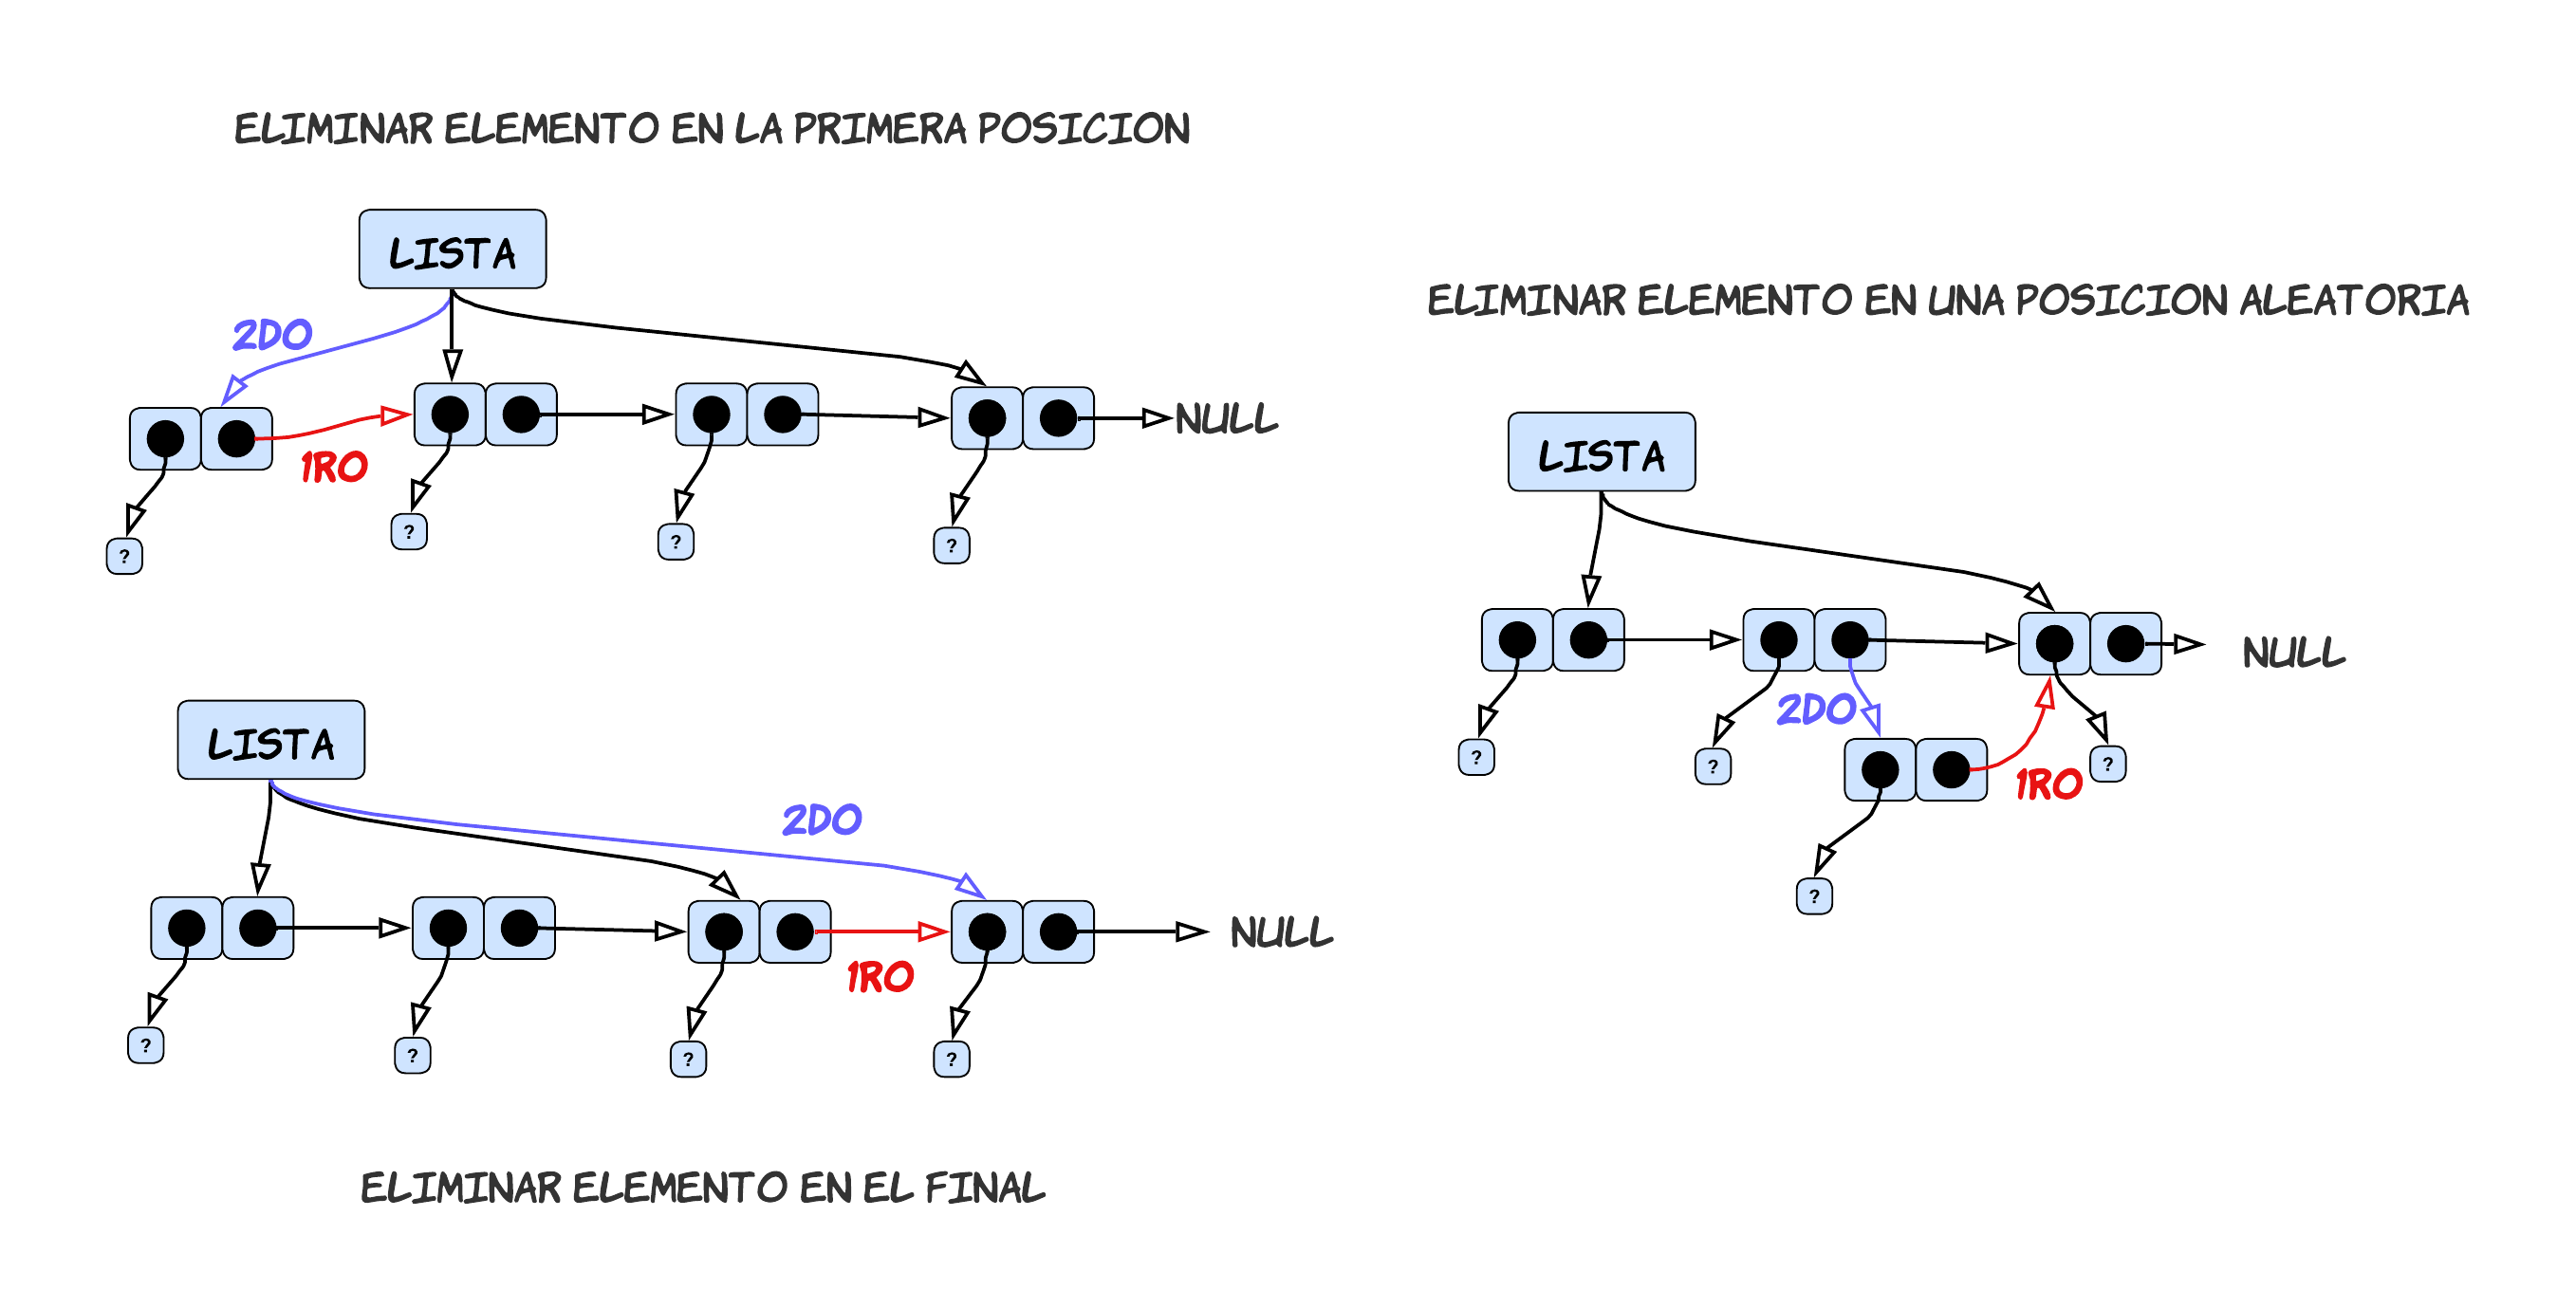 ELIMINAR ELEMENTO EN LA PRIMERA POSICION
LISTA
2DO
1RO
NULL
?
?
?
?
LISTA
2DO
1RO
NULL
?
?
?
?
ELIMINAR ELEMENTO EN EL FINAL
ELIMINAR ELEMENTO EN UNA POSICION ALEATORIA
LISTA
NULL
2DO
1RO
?
?
?
?